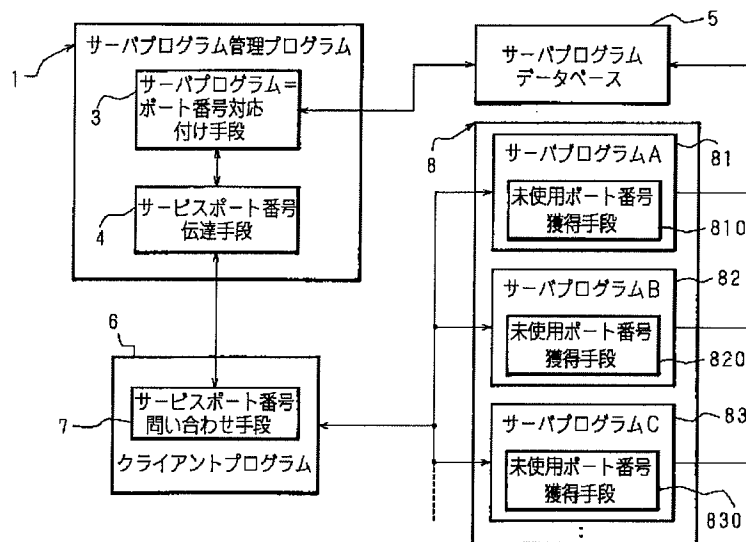 1
サーバプログラム管理プログラム
3
サーバプログラム=
ポート番号対応
付け手段
4
サービスポート番号
伝達手段
5
サーバプログラム
データベース
6
7
サービスポート番号
問い合わせ手段
クライアントプログラム
8
サーバプログラムA
81
未使用ポート番号
獲得手段
810
サーバプログラムB
82
未使用ポート番号
獲得手段
820
サーバプログラムC
83
未使用ポート番号
獲得手段
830